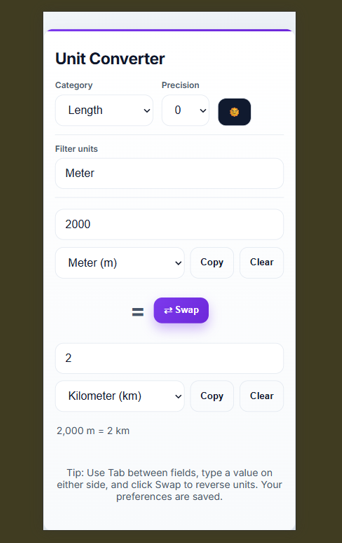 Unit Converter
Category Precision
Length 0
Filter units
Meter
2000
Meter (m) Copy Clear
= ⇄ Swap
2
Kilometer (km) Copy Clear
2,000 m = 2 km
Tip: Use Tab between fields, type a value on
either side, and click Swap to reverse units. Your
preferences are saved.